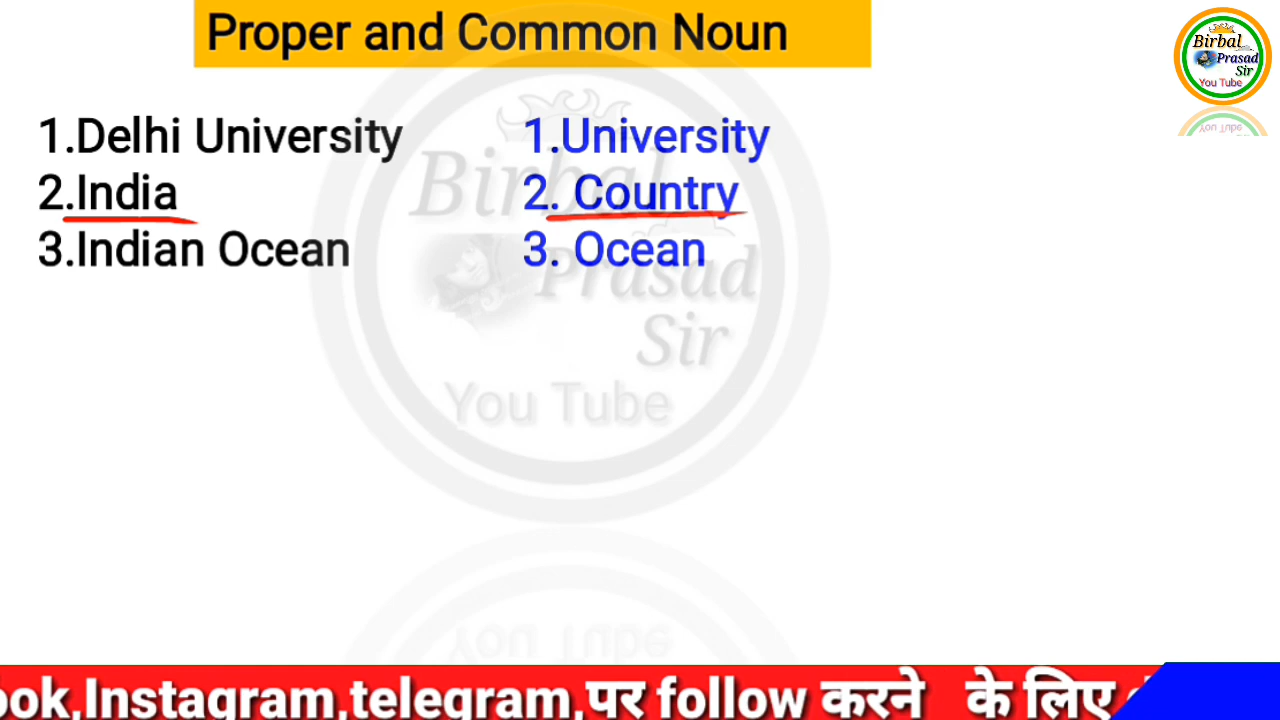 Proper and Common Noun
Birbal
Prasad
Sir
You Tube
1.Delhi University
1.University
2.India
2. Country
3.Indian Ocean
3. Ocean
Birbal
Prasad
Sir
You Tube
ook,Instagram,telegram,पर follow करने के लिए